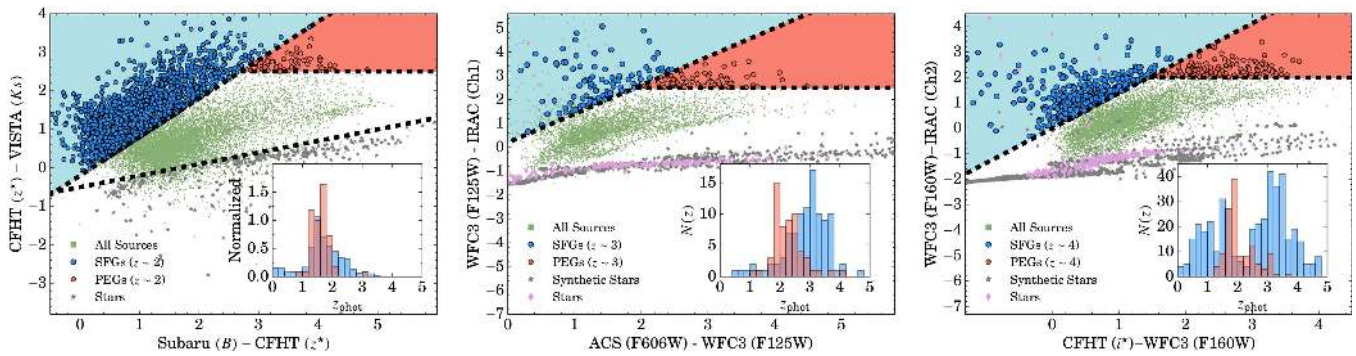 CFHT (z*) − VISTA (Ks)
4
3
2
1
0
−1
−2
−3
0
1
2
3
4
5
Subaru (B) − CFHT (z*)
All Sources
SFGs (z ∼ 2)
PEGs (z ∼ 2)
Stars
Normalized
1.5
1.0
0.5
0.0
0 1 2 3 4 5
z_phot
WFC3 (F125W) − IRAC (Ch1)
5
4
3
2
1
0
−1
−2
−3
−4
−5
−6
−7
0
1
2
3
4
5
ACS (F606W) - WFC3 (F125W)
All Sources
SFGs (z ∼ 3)
PEGs (z ∼ 3)
Synthetic Stars
Stars
N(z)
15
10
5
0
0 1 2 3 4 5
z_phot
WFC3 (F160W)−IRAC (Ch2)
5
4
3
2
1
0
−1
−2
−3
−4
−5
−6
−7
0
1
2
3
4
CFHT (i*)−WFC3 (F160W)
All Sources
SFGs (z ∼ 4)
PEGs (z ∼ 4)
Synthetic Stars
Stars
N(z)
40
30
20
10
0
0 1 2 3 4 5
z_phot